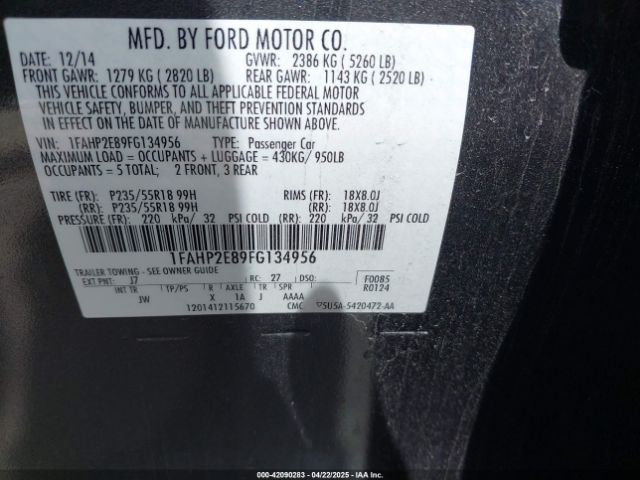 MFD. BY FORD MOTOR CO.
DATE: 12/14 GVWR: 2386 KG ( 5260 LB)
FRONT GAWR: 1279 KG ( 2820 LB) REAR GAWR: 1143 KG ( 2520 LB)
THIS VEHICLE CONFORMS TO ALL APPLICABLE FEDERAL MOTOR
VEHICLE SAFETY, BUMPER, AND THEFT PREVENTION STANDARDS
IN EFFECT ON THE DATE OF MANUFACTURE SHOWN ABOVE.
VIN: 1FAHP2E89FG134956 TYPE: Passenger Car
MAXIMUM LOAD = OCCUPANTS + LUGGAGE = 430KG/ 950LB
OCCUPANTS = 5 TOTAL; 2 FRONT, 3 REAR
TIRE (FR): P235/55R18 99H RIMS (FR): 18X8.0J
(RR): P235/55R18 99H (RR): 18X8.0J
PRESSURE (FR): 220 kPa/ 32 PSI COLD (RR): 220 kPa/ 32 PSI COLD
1FAHP2E89FG134956
TRAILER TOWING - SEE OWNER GUIDE
EXT PNT: J7 RC: 27 DSO: F0085
INT TR TP/PS R AXLE TR SPR R0124
JW X 1A J AAAA
1201412115670 CMC ▽5U5A-5420472-AA
000-42090283 - 04/22/2025 - IAAI, Inc.